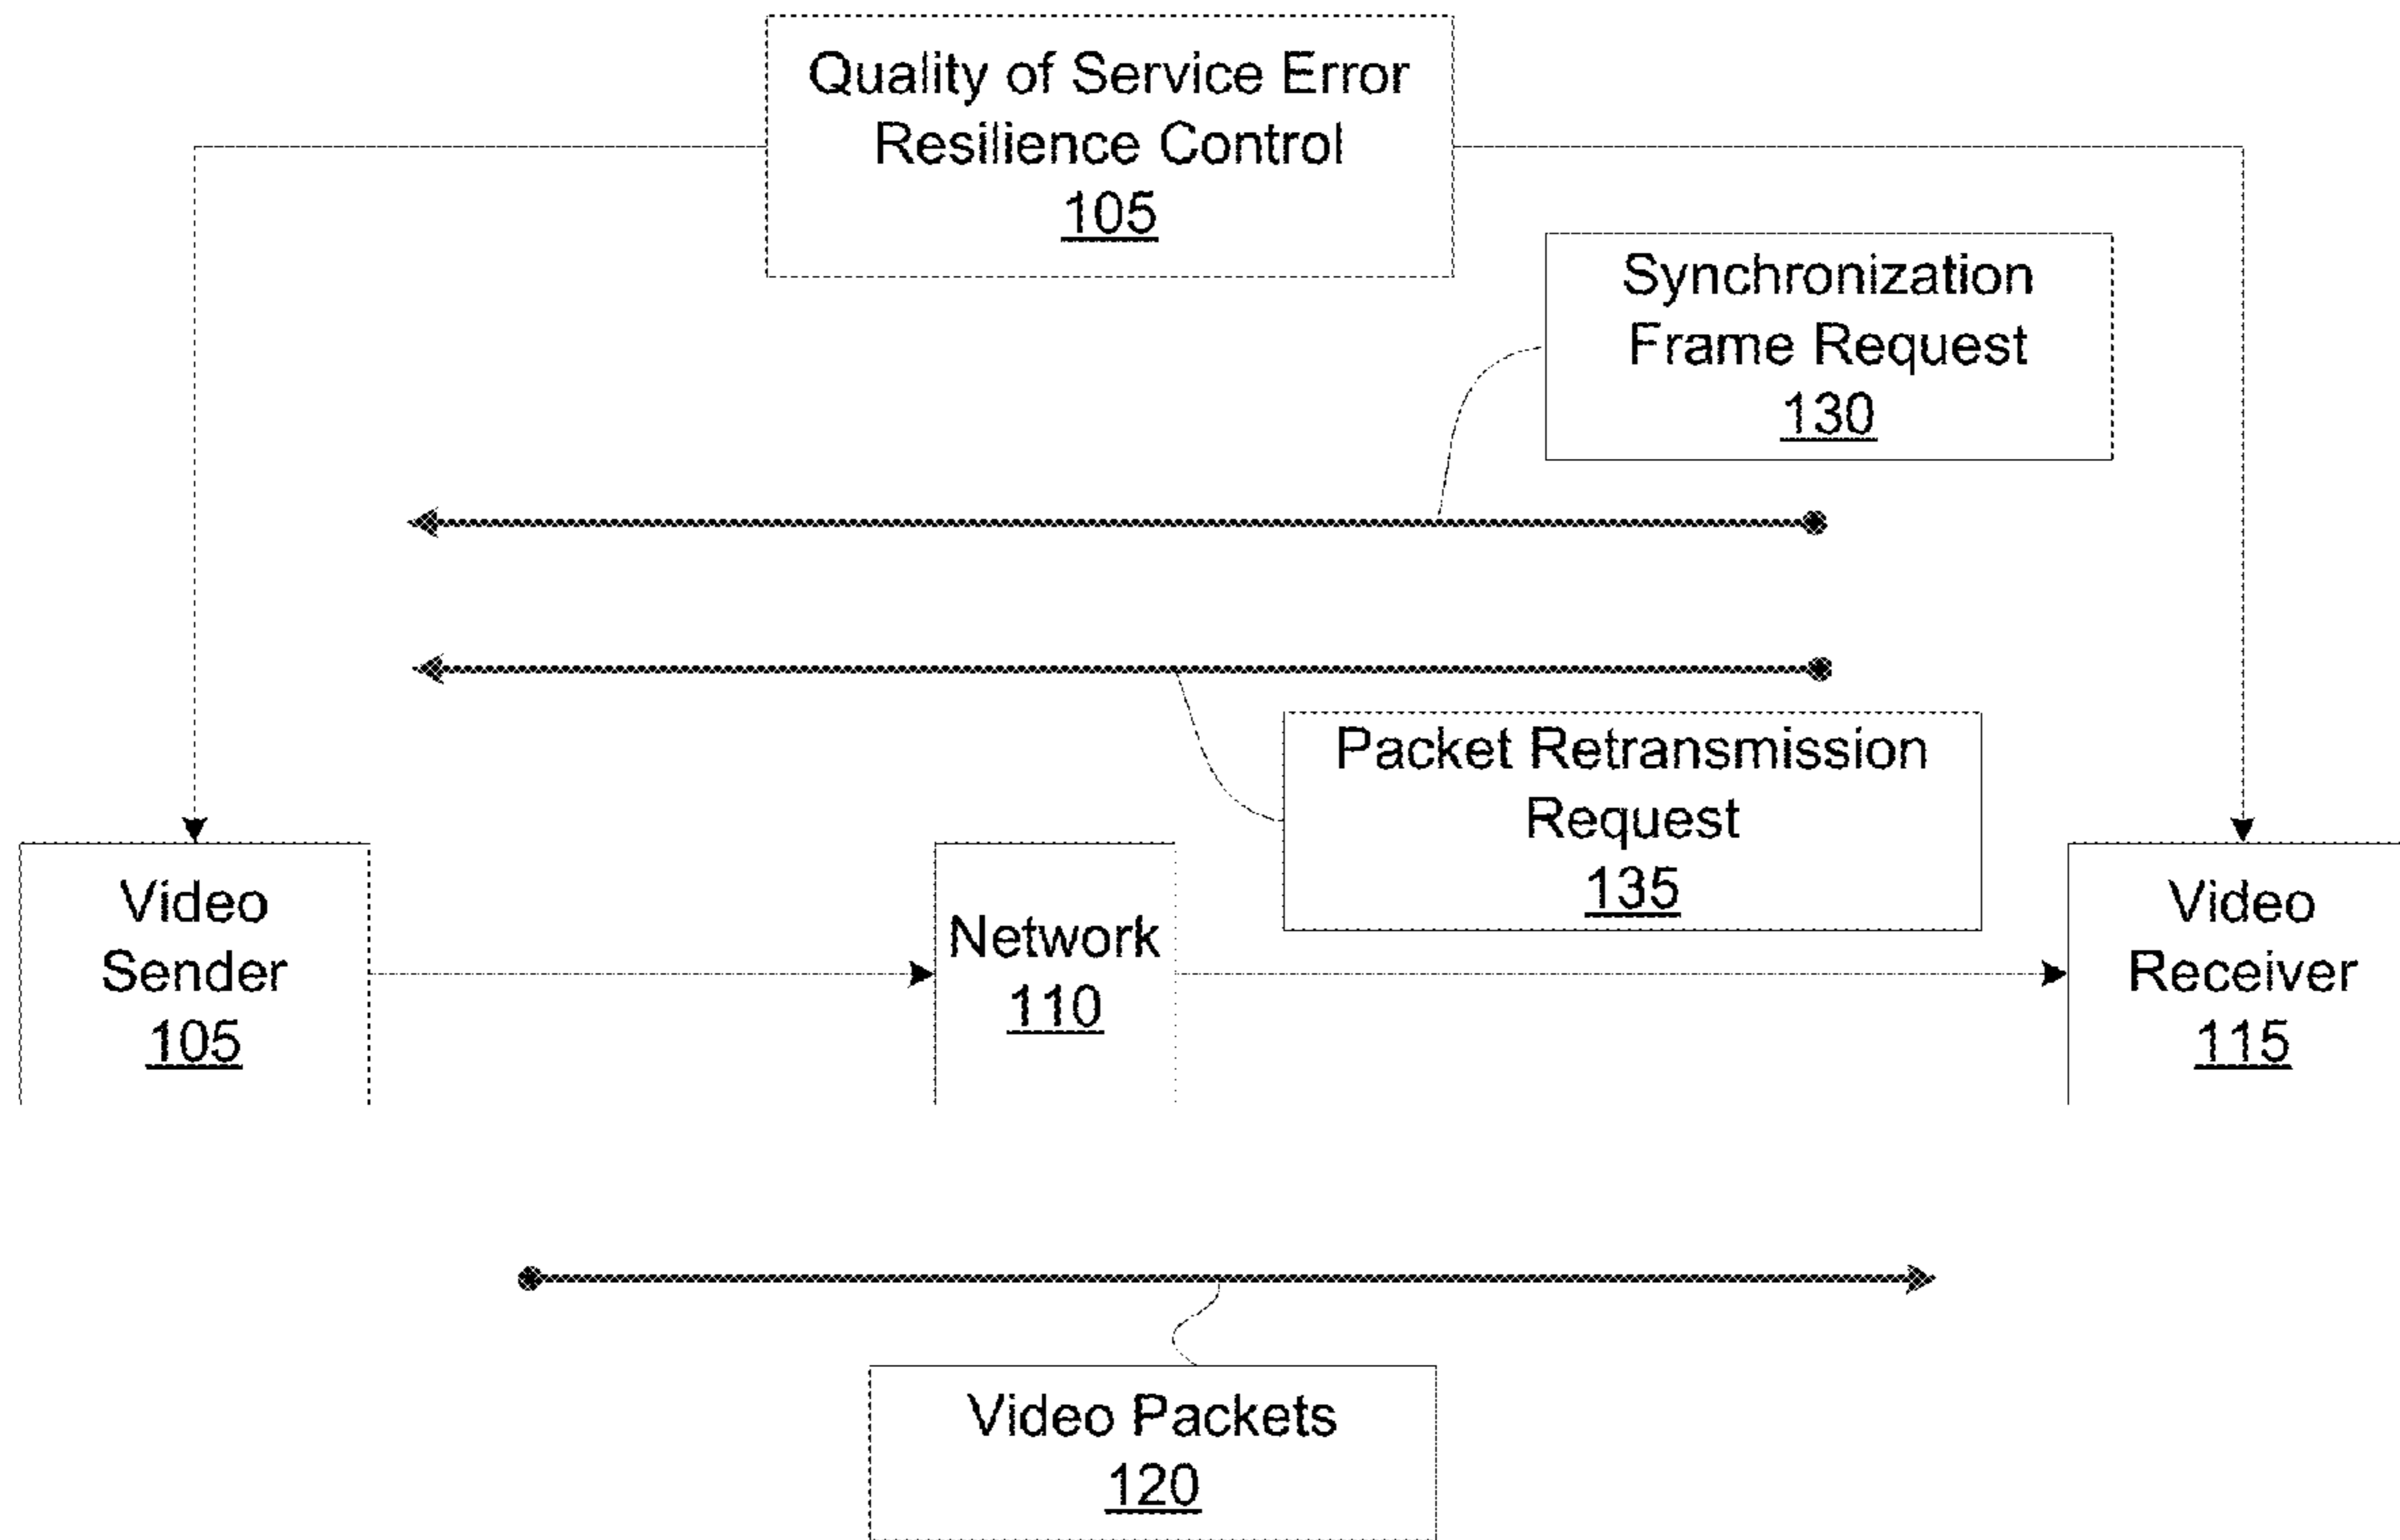 Quality of Service Error
Resilience Control
105
Synchronization
Frame Request
130
Packet Retransmission
Request
135
Video
Sender
105
Network
110
Video
Receiver
115
Video Packets
120